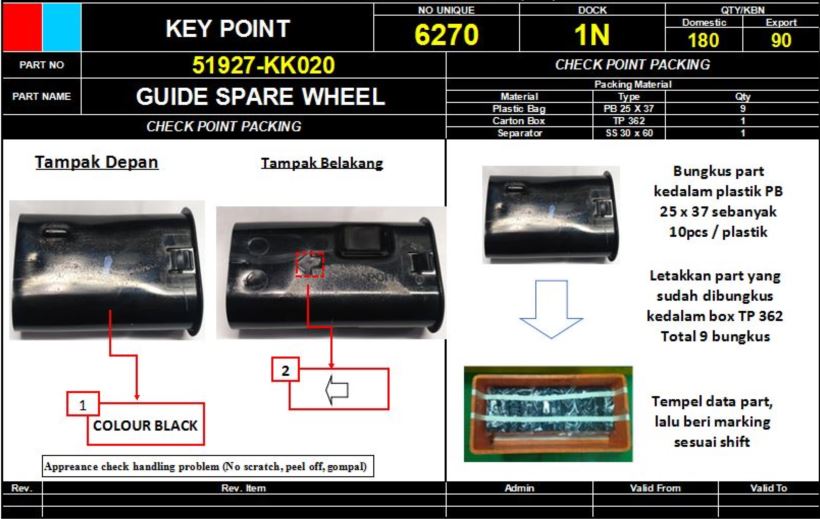 KEY POINT
NO UNIQUE
DOCK
QTY/KBN
6270
1N
Domestic
Export
180
90
PART NO
51927-KK020
CHECK POINT PACKING
PART NAME
GUIDE SPARE WHEEL
Packing Material
Material
Type
Qty
Plastic Bag
PB 25 X 37
9
Carton Box
TP 362
1
Separator
SS 30 x 60
1
CHECK POINT PACKING
Tampak Depan
Tampak Belakang
1
COLOUR BLACK
2
Appreance check handling problem (No scratch, peel off, gompal)
Bungkus part
kedalam plastik PB
25 x 37 sebanyak
10pcs / plastik
Letakkan part yang
sudah dibungkus
kedalam box TP 362
Total 9 bungkus
Tempel data part,
lalu beri marking
sesuai shift
Rev.
Rev. Item
Admin
Valid From
Valid To